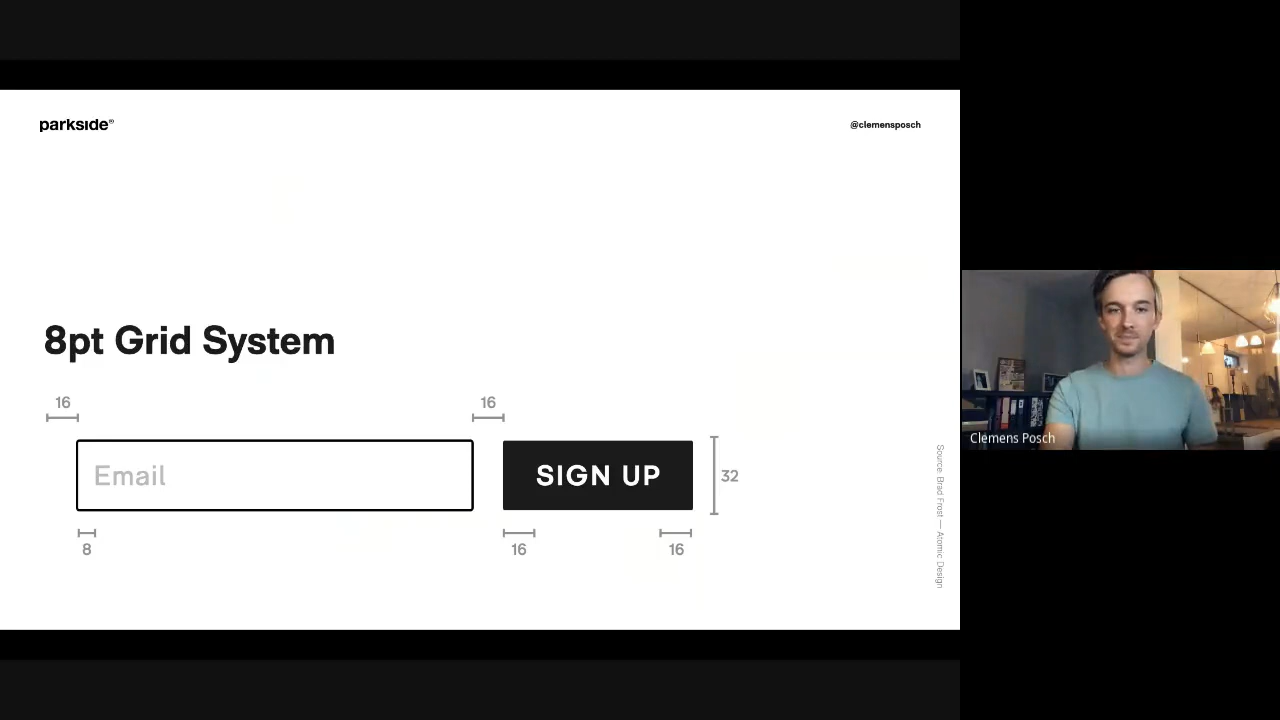 parksıde®
@clemensposch
8pt Grid System
16
16
Email
SIGN UP
32
8
16
16
Source: Brad Frost — Atomic Design
Clemens Posch